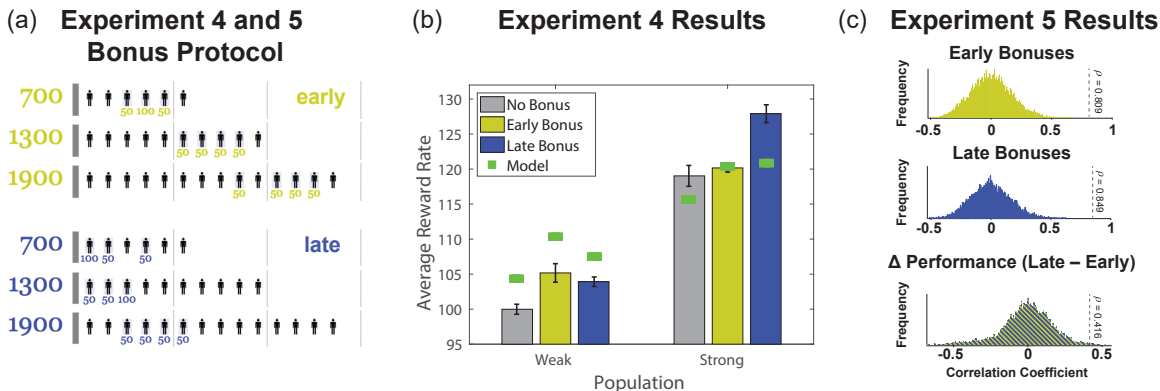 (a) Experiment 4 and 5
Bonus Protocol
700
50 100 50
early
1300
50 50 50 50
1900
50 50 50 50
700
100 50 50
late
1300
50 50 100
1900
50 50 50 50
(b) Experiment 4 Results
Average Reward Rate
130
125
120
115
110
105
100
95
No Bonus
Early Bonus
Late Bonus
Model
Weak Strong
Population
(c) Experiment 5 Results
Early Bonuses
Frequency
ρ = 0.809
-0.5 0 0.5 1
Late Bonuses
Frequency
ρ = 0.849
-0.5 0 0.5 1
Δ Performance (Late – Early)
Frequency
ρ = 0.416
-0.5 0 0.5
Correlation Coefficient